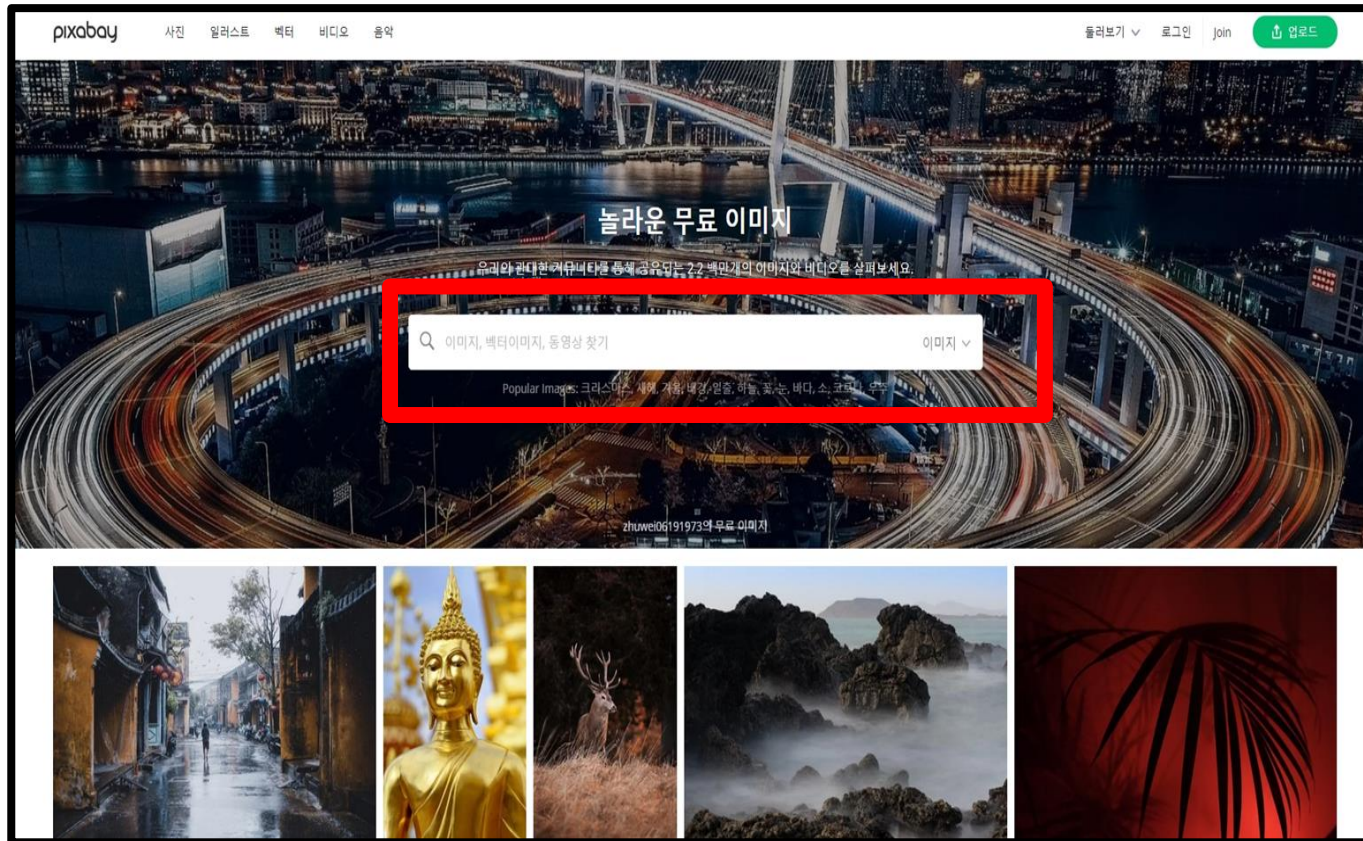 pixabay 사진 일러스트 벡터 비디오 음악 둘러보기 로그인 Join 업로드
놀라운 무료 이미지
우리의 관대한 커뮤니티를 통해 공유되는 2.2 백만개의 이미지와 비디오를 살펴보세요.
이미지, 벡터이미지, 동영상 찾기 이미지
Popular Images: 크리스마스, 새해, 겨울, 배경, 일출, 하늘, 꽃, 눈, 바다, 소, 코로나, 우주
zhuwei06191973의 무료 이미지